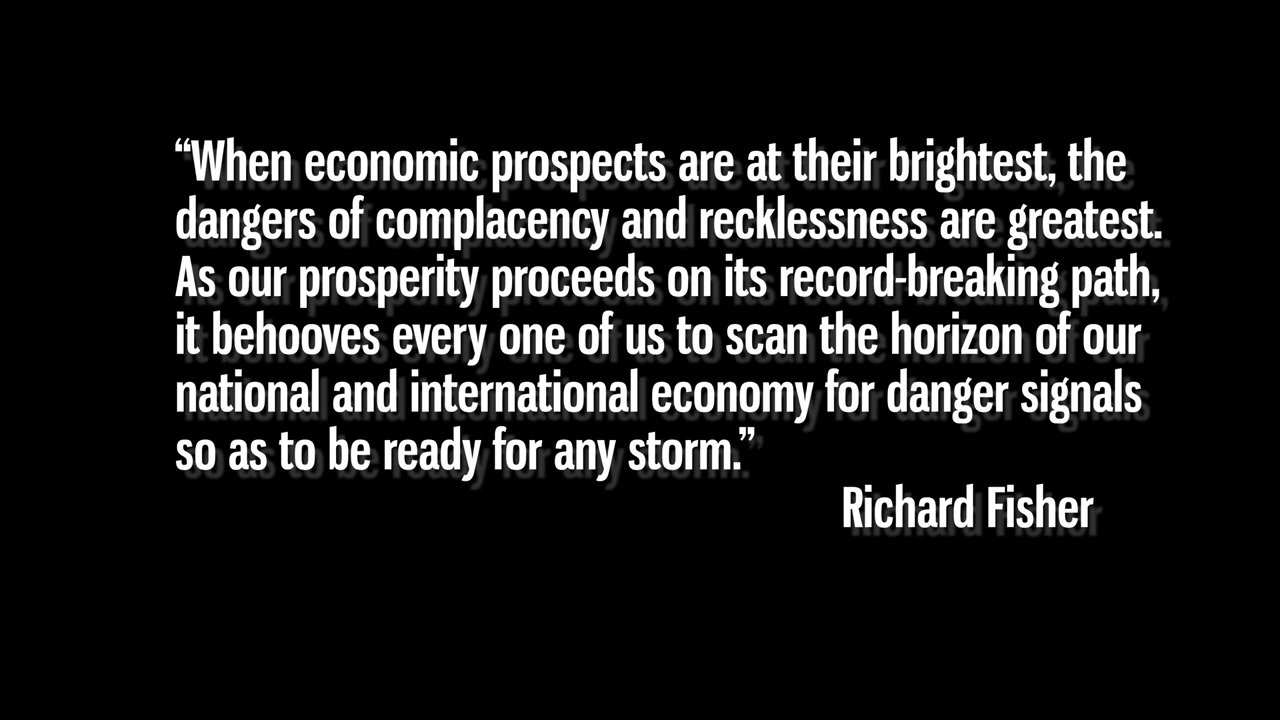 “When economic prospects are at their brightest, the
dangers of complacency and recklessness are greatest.
As our prosperity proceeds on its record-breaking path,
it behooves every one of us to scan the horizon of our
national and international economy for danger signals
so as to be ready for any storm.”
Richard Fisher